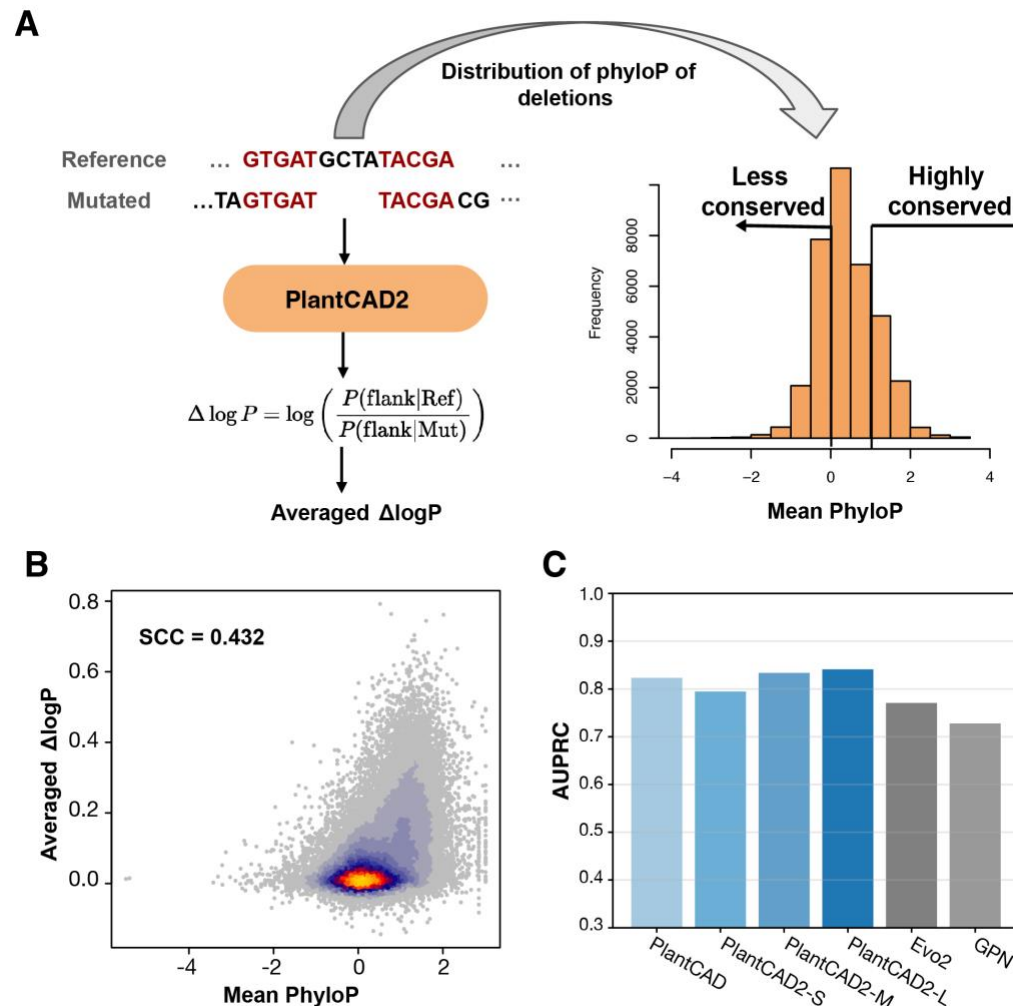 A
Distribution of phyloP of
deletions
Reference ... GTGATGCTATACGA ...
Mutated ...TAGTGAT TACGACG ...
PlantCAD2
Δ log P = log ( P(flank|Ref) / P(flank|Mut) )
Averaged ΔlogP
Less
conserved
Highly
conserved
Frequency
8000
6000
4000
2000
0
−4 −2 0 2 4
Mean PhyloP
B
SCC = 0.432
Averaged ΔlogP
0.8
0.6
0.4
0.2
0.0
-4 -2 0 2
Mean PhyloP
C
AUPRC
1.0
0.9
0.8
0.7
0.6
0.5
0.4
0.3
PlantCAD
PlantCAD2-S
PlantCAD2-M
PlantCAD2-L
Evo2
GPN